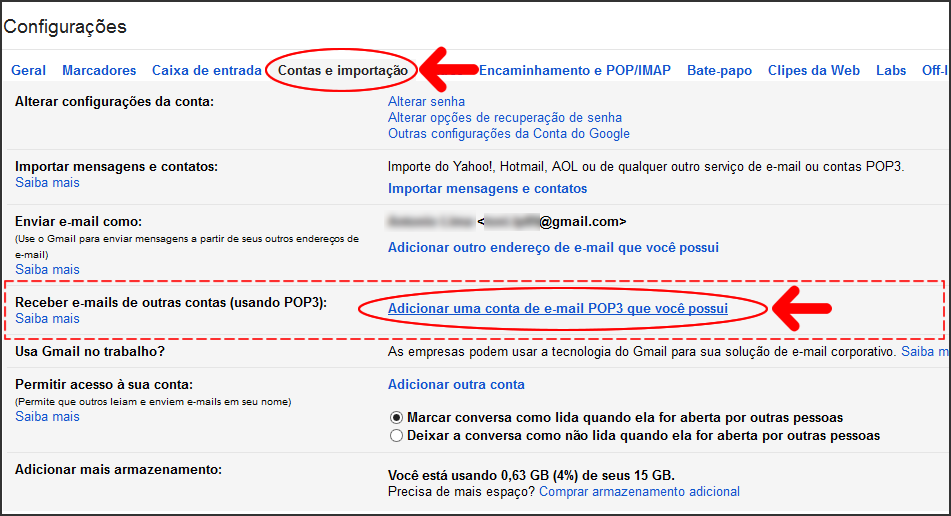 Configurações
Geral Marcadores Caixa de entrada Contas e importação Encaminhamento e POP/IMAP Bate-papo Clipes da Web Labs Off-l
Alterar configurações da conta: Alterar senha
Alterar opções de recuperação de senha
Outras configurações da Conta do Google
Importar mensagens e contatos: Importe do Yahoo!, Hotmail, AOL ou de qualquer outro serviço de e-mail ou contas POP3.
Saiba mais
Importar mensagens e contatos
Enviar e-mail como: < @gmail.com>
(Use o Gmail para enviar mensagens a partir de seus outros endereços de
e-mail)
Saiba mais
Adicionar outro endereço de e-mail que você possui
Receber e-mails de outras contas (usando POP3): Adicionar uma conta de e-mail POP3 que você possui
Saiba mais
Usa Gmail no trabalho? As empresas podem usar a tecnologia do Gmail para sua solução de e-mail corporativo. Saiba m
Permitir acesso à sua conta: Adicionar outra conta
(Permite que outros leiam e enviem e-mails em seu nome)
Saiba mais
Marcar conversa como lida quando ela for aberta por outras pessoas
Deixar a conversa como não lida quando ela for aberta por outras pessoas
Adicionar mais armazenamento: Você está usando 0,63 GB (4%) de seus 15 GB.
Precisa de mais espaço? Comprar armazenamento adicional